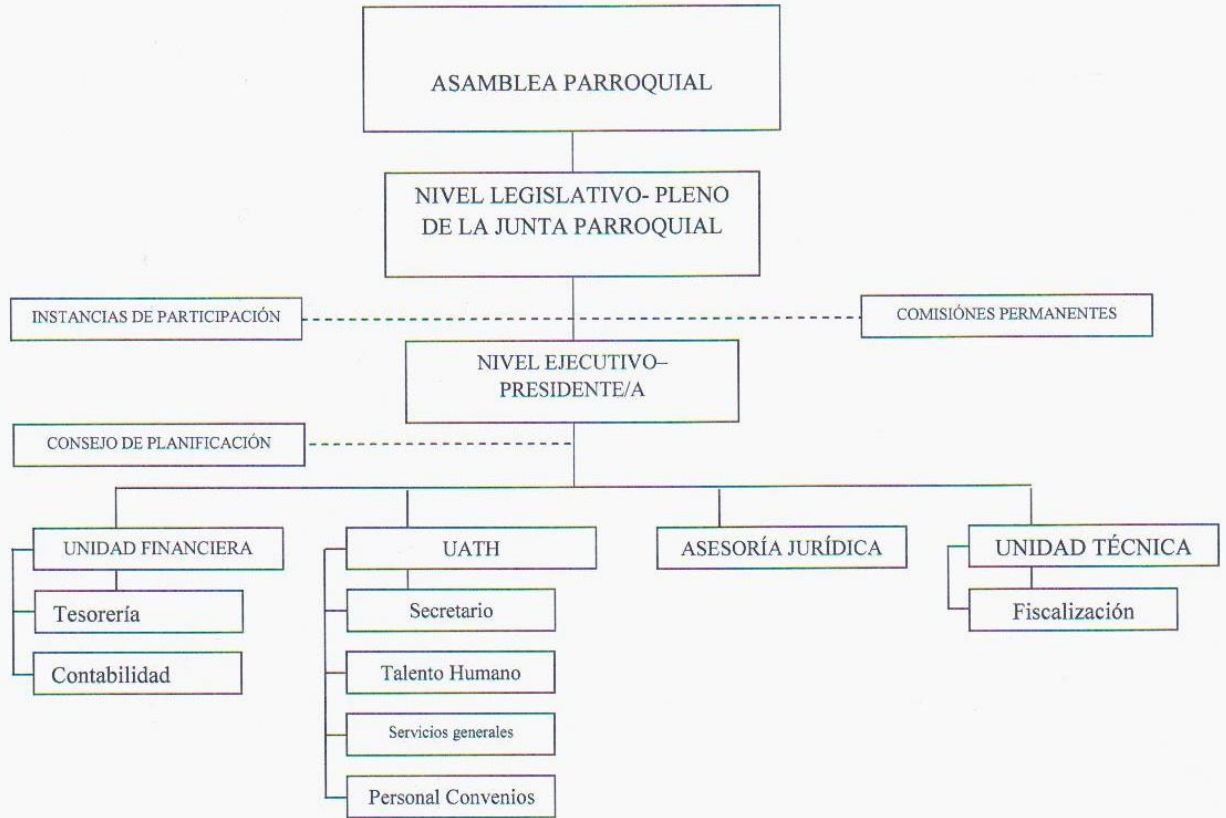 ASAMBLEA PARROQUIAL
NIVEL LEGISLATIVO- PLENO
DE LA JUNTA PARROQUIAL
INSTANCIAS DE PARTICIPACIÓN
COMISIÓNES PERMANENTES
NIVEL EJECUTIVO–
PRESIDENTE/A
CONSEJO DE PLANIFICACIÓN
UNIDAD FINANCIERA
UATH
ASESORÍA JURÍDICA
UNIDAD TÉCNICA
Tesorería
Secretario
Fiscalización
Contabilidad
Talento Humano
Servicios generales
Personal Convenios